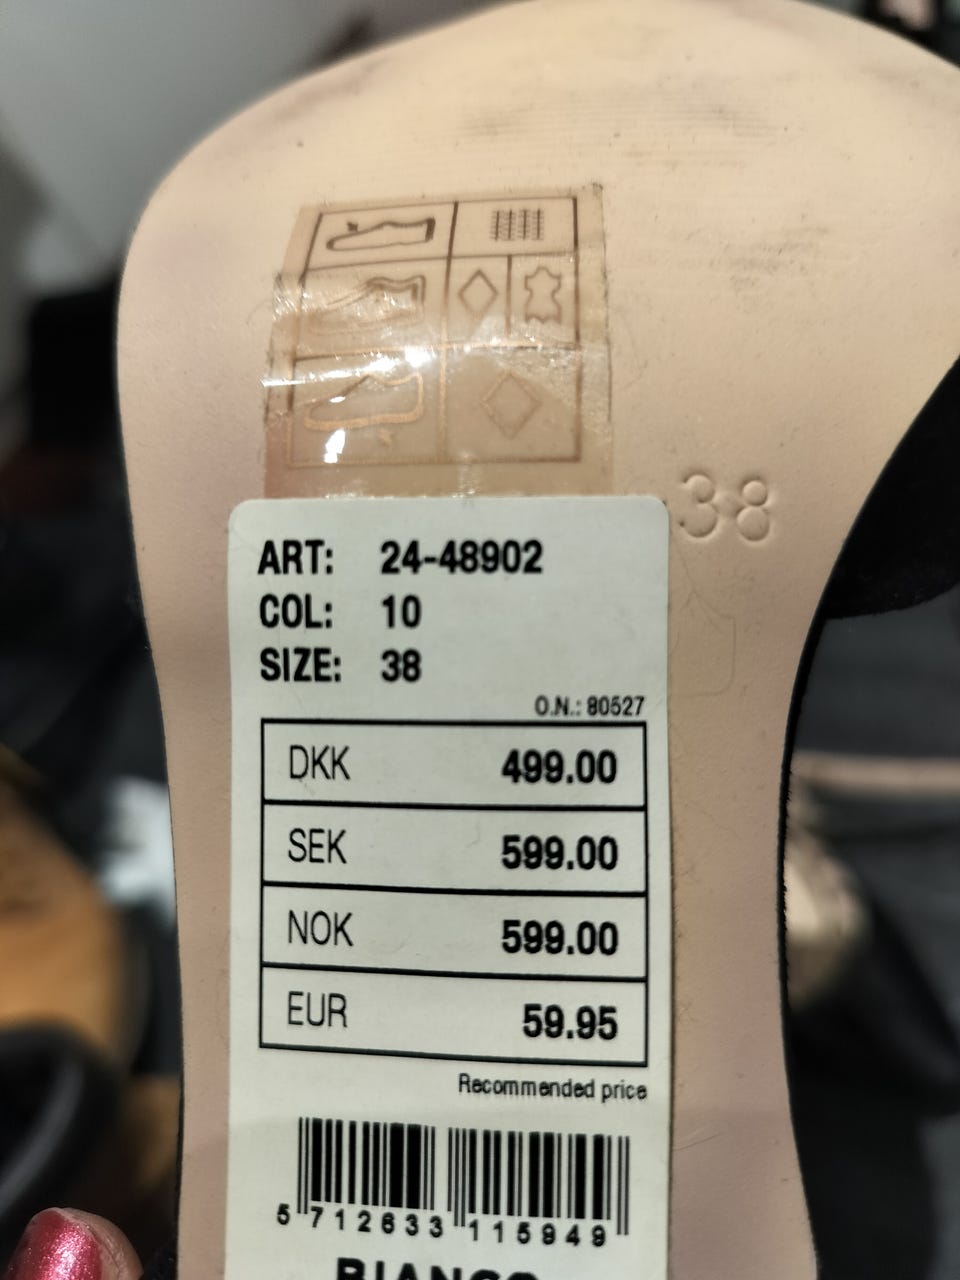 38
ART: 24-48902
COL: 10
SIZE: 38
O.N.: 80527
DKK 499.00
SEK 599.00
NOK 599.00
EUR 59.95
Recommended price
5 712633 115949
BIANCO